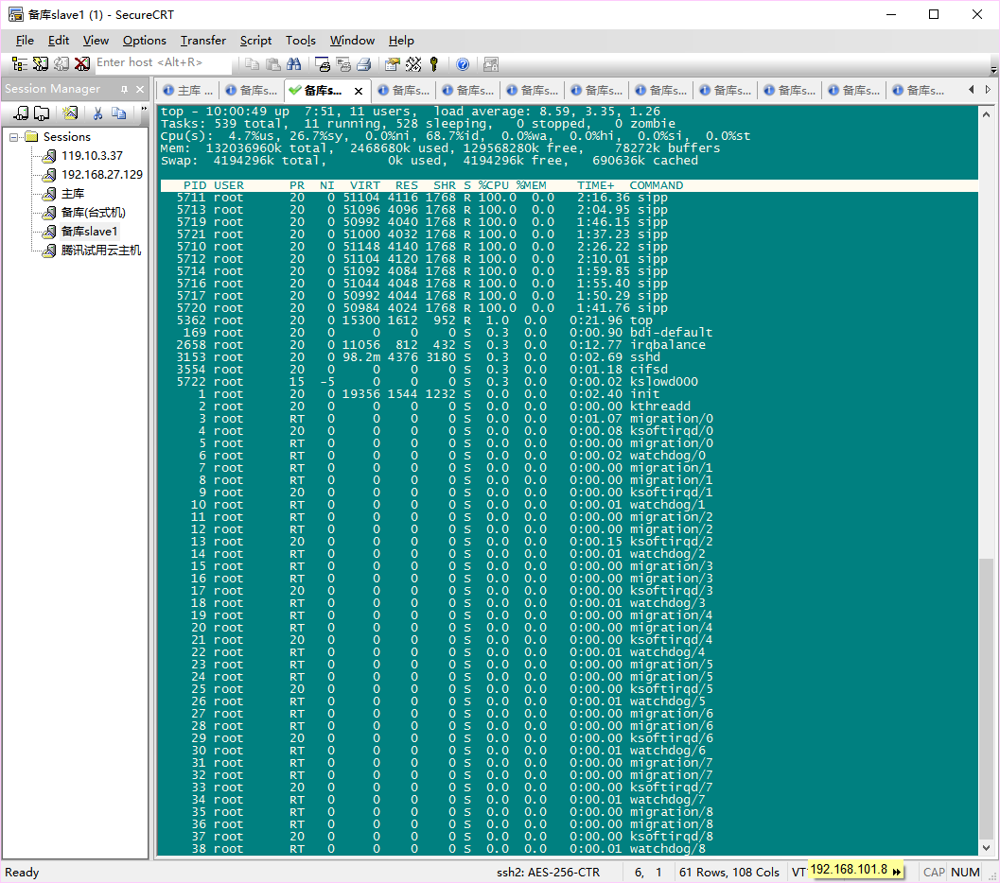 备库slave1 (1) - SecureCRT
File Edit View Options Transfer Script Tools Window Help
Enter host <Alt+R>
Session Manager
主库 ... 备库s... 备库s... 备库s... 备库s... 备库s... 备库s... 备库s... 备库s... 备库s... 备库s... 备库s...
Sessions
119.10.3.37
192.168.27.129
主库
备库(台式机)
备库slave1
腾讯试用云主机
top - 10:00:49 up  7:51, 11 users,  load average: 8.59, 3.35, 1.26
Tasks: 539 total,  11 running, 528 sleeping,   0 stopped,   0 zombie
Cpu(s):  4.7%us, 26.7%sy,  0.0%ni, 68.7%id,  0.0%wa,  0.0%hi,  0.0%si,  0.0%st
Mem:  132036960k total,  2468680k used, 129568280k free,    78272k buffers
Swap:  4194296k total,        0k used,  4194296k free,   690636k cached
PID USER PR NI VIRT RES SHR S %CPU %MEM TIME+ COMMAND
5711 root 20 0 51104 4116 1768 R 100.0 0.0 2:16.36 sipp
5713 root 20 0 51096 4096 1768 R 100.0 0.0 2:04.95 sipp
5719 root 20 0 50992 4040 1768 R 100.0 0.0 1:46.15 sipp
5721 root 20 0 51000 4032 1768 R 100.0 0.0 1:37.23 sipp
5710 root 20 0 51148 4140 1768 R 100.0 0.0 2:26.22 sipp
5712 root 20 0 51104 4120 1768 R 100.0 0.0 2:10.01 sipp
5714 root 20 0 51092 4084 1768 R 100.0 0.0 1:59.85 sipp
5716 root 20 0 51044 4048 1768 R 100.0 0.0 1:55.40 sipp
5717 root 20 0 50992 4044 1768 R 100.0 0.0 1:50.29 sipp
5720 root 20 0 50984 4024 1768 R 100.0 0.0 1:41.76 sipp
5362 root 20 0 15300 1612 952 R 1.0 0.0 0:21.96 top
169 root 20 0 0 0 0 S 0.3 0.0 0:00.90 bdi-default
2658 root 20 0 11056 812 432 S 0.3 0.0 0:12.77 irqbalance
3153 root 20 0 98.2m 4376 3180 S 0.3 0.0 0:02.69 sshd
3554 root 20 0 0 0 0 S 0.3 0.0 0:01.18 cifsd
5722 root 15 -5 0 0 0 S 0.3 0.0 0:00.02 kslowd000
1 root 20 0 19356 1544 1232 S 0.0 0.0 0:02.40 init
2 root 20 0 0 0 0 S 0.0 0.0 0:00.00 kthreadd
3 root RT 0 0 0 0 S 0.0 0.0 0:01.07 migration/0
4 root 20 0 0 0 0 S 0.0 0.0 0:00.08 ksoftirqd/0
5 root RT 0 0 0 0 S 0.0 0.0 0:00.00 migration/0
6 root RT 0 0 0 0 S 0.0 0.0 0:00.02 watchdog/0
7 root RT 0 0 0 0 S 0.0 0.0 0:00.00 migration/1
8 root RT 0 0 0 0 S 0.0 0.0 0:00.00 migration/1
9 root 20 0 0 0 0 S 0.0 0.0 0:00.00 ksoftirqd/1
10 root RT 0 0 0 0 S 0.0 0.0 0:00.01 watchdog/1
11 root RT 0 0 0 0 S 0.0 0.0 0:00.00 migration/2
12 root RT 0 0 0 0 S 0.0 0.0 0:00.00 migration/2
13 root 20 0 0 0 0 S 0.0 0.0 0:00.15 ksoftirqd/2
14 root RT 0 0 0 0 S 0.0 0.0 0:00.01 watchdog/2
15 root RT 0 0 0 0 S 0.0 0.0 0:00.00 migration/3
16 root RT 0 0 0 0 S 0.0 0.0 0:00.00 migration/3
17 root 20 0 0 0 0 S 0.0 0.0 0:00.00 ksoftirqd/3
18 root RT 0 0 0 0 S 0.0 0.0 0:00.01 watchdog/3
19 root RT 0 0 0 0 S 0.0 0.0 0:00.00 migration/4
20 root RT 0 0 0 0 S 0.0 0.0 0:00.00 migration/4
21 root 20 0 0 0 0 S 0.0 0.0 0:00.00 ksoftirqd/4
22 root RT 0 0 0 0 S 0.0 0.0 0:00.01 watchdog/4
23 root RT 0 0 0 0 S 0.0 0.0 0:00.00 migration/5
24 root RT 0 0 0 0 S 0.0 0.0 0:00.00 migration/5
25 root 20 0 0 0 0 S 0.0 0.0 0:00.00 ksoftirqd/5
26 root RT 0 0 0 0 S 0.0 0.0 0:00.01 watchdog/5
27 root RT 0 0 0 0 S 0.0 0.0 0:00.00 migration/6
28 root RT 0 0 0 0 S 0.0 0.0 0:00.00 migration/6
29 root 20 0 0 0 0 S 0.0 0.0 0:00.00 ksoftirqd/6
30 root RT 0 0 0 0 S 0.0 0.0 0:00.01 watchdog/6
31 root RT 0 0 0 0 S 0.0 0.0 0:00.00 migration/7
32 root RT 0 0 0 0 S 0.0 0.0 0:00.00 migration/7
33 root 20 0 0 0 0 S 0.0 0.0 0:00.00 ksoftirqd/7
34 root RT 0 0 0 0 S 0.0 0.0 0:00.01 watchdog/7
35 root RT 0 0 0 0 S 0.0 0.0 0:00.00 migration/8
36 root RT 0 0 0 0 S 0.0 0.0 0:00.00 migration/8
37 root 20 0 0 0 0 S 0.0 0.0 0:00.00 ksoftirqd/8
38 root RT 0 0 0 0 S 0.0 0.0 0:00.01 watchdog/8
Ready ssh2: AES-256-CTR 6, 1 61 Rows, 108 Cols VT 192.168.101.8 CAP NUM